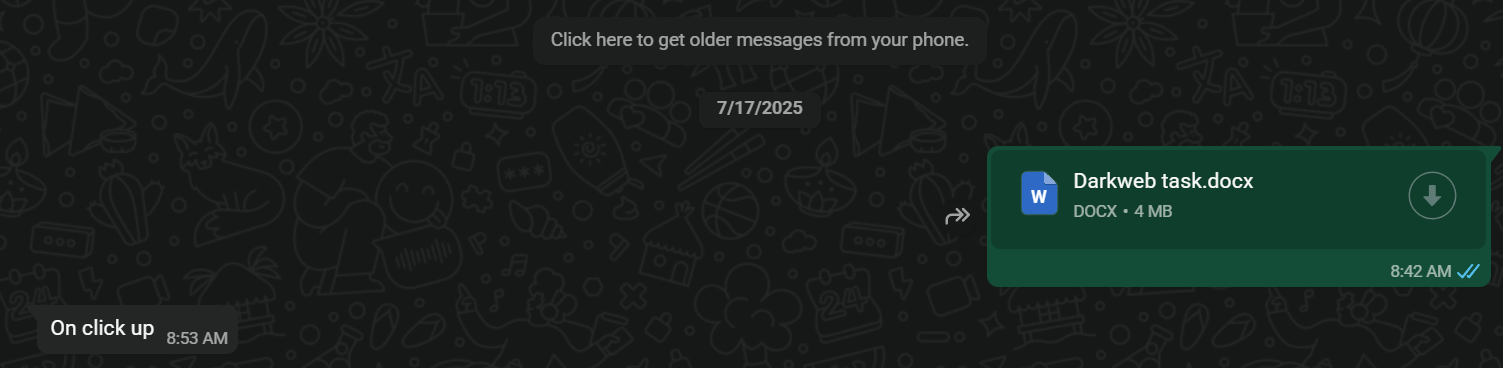 Click here to get older messages from your phone.
7/17/2025
W
Darkweb task.docx
DOCX • 4 MB
8:42 AM
On click up
8:53 AM